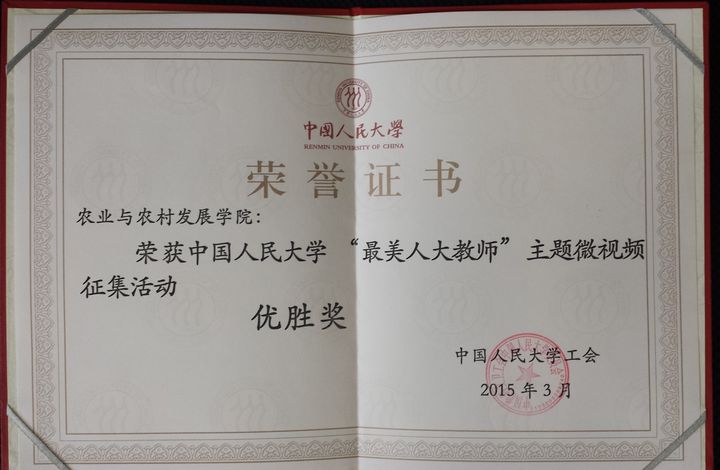 中国人民大学
RENMIN UNIVERSITY OF CHINA
荣誉证书
农业与农村发展学院：
荣获中国人民大学“最美人大教师”主题微视频
征集活动
优胜奖
中国人民大学工会
2015年3月